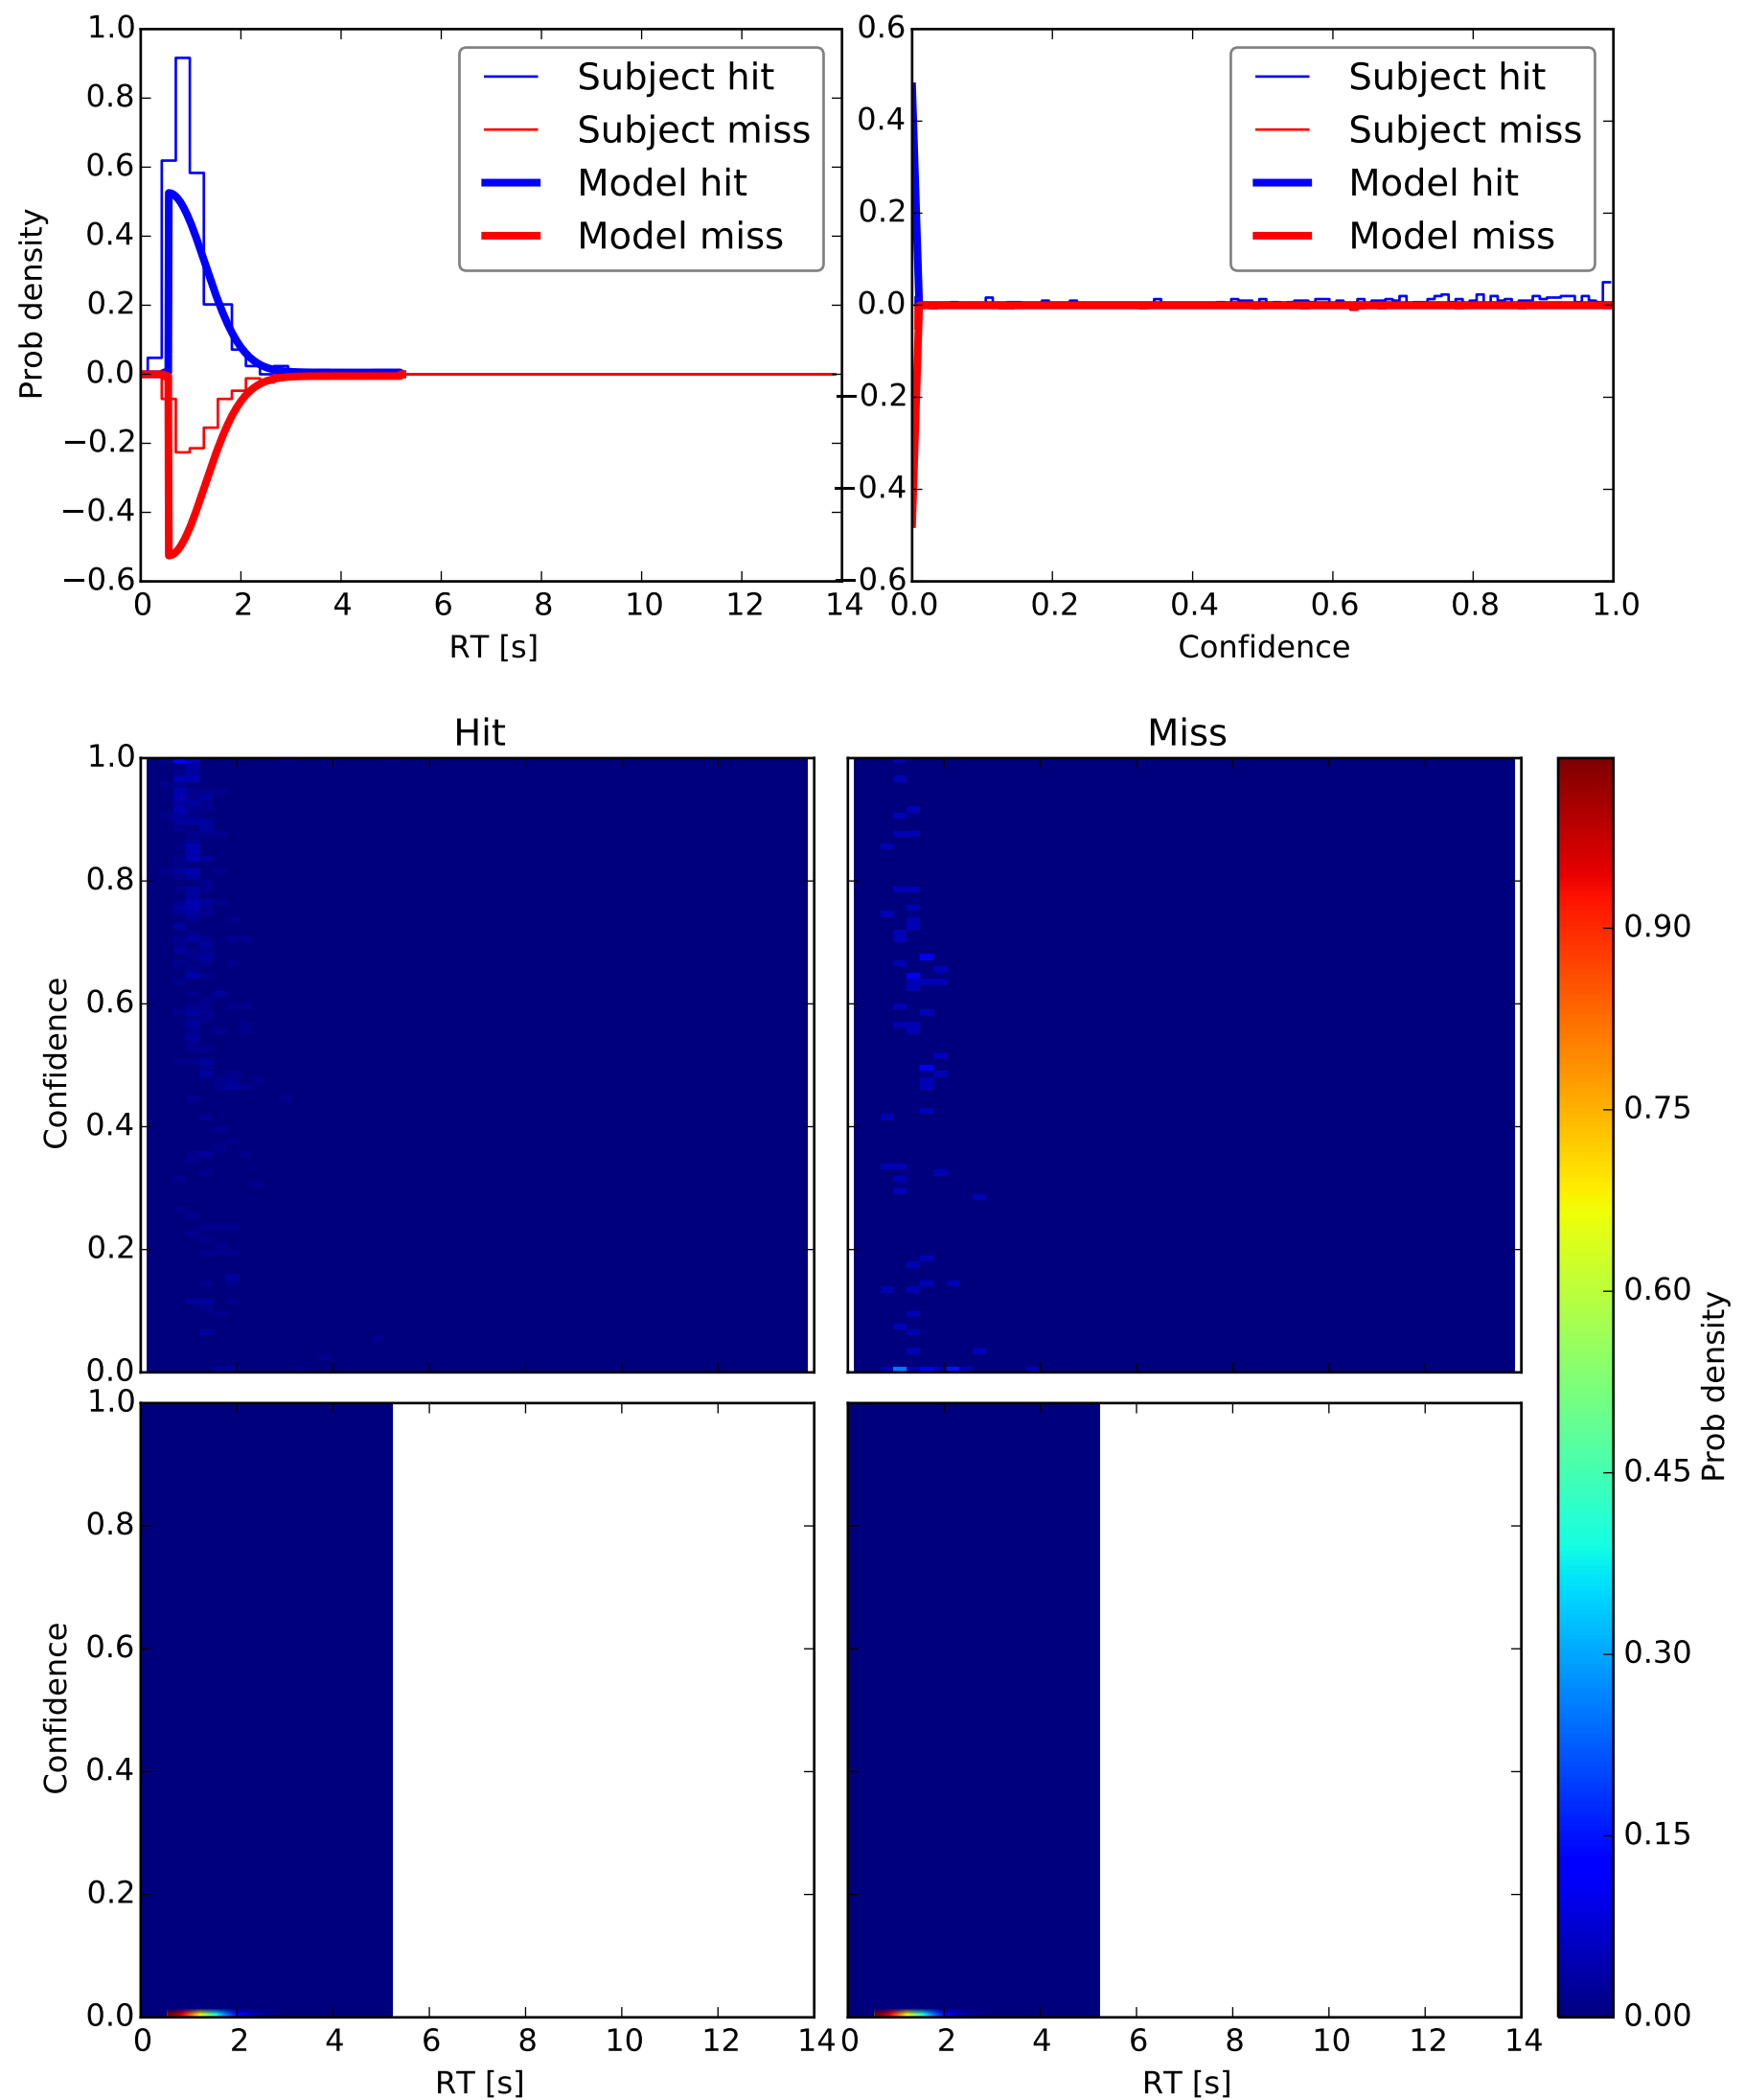 1.0
0.8
0.6
0.4
0.2
0.0
−0.2
−0.4
−0.6
Prob density
0 2 4 6 8 10 12 14
RT [s]
Subject hit
Subject miss
Model hit
Model miss
0.6
0.4
0.2
0.0
−0.2
−0.4
−0.6
0.0 0.2 0.4 0.6 0.8 1.0
Confidence
Subject hit
Subject miss
Model hit
Model miss
Hit
1.0
0.8
0.6
0.4
0.2
0.0
Confidence
Miss
1.0
0.8
0.6
0.4
0.2
0.0
Confidence
0 2 4 6 8 10 12 14
RT [s]
0 2 4 6 8 10 12 14
RT [s]
0.90
0.75
0.60
0.45
0.30
0.15
0.00
Prob density